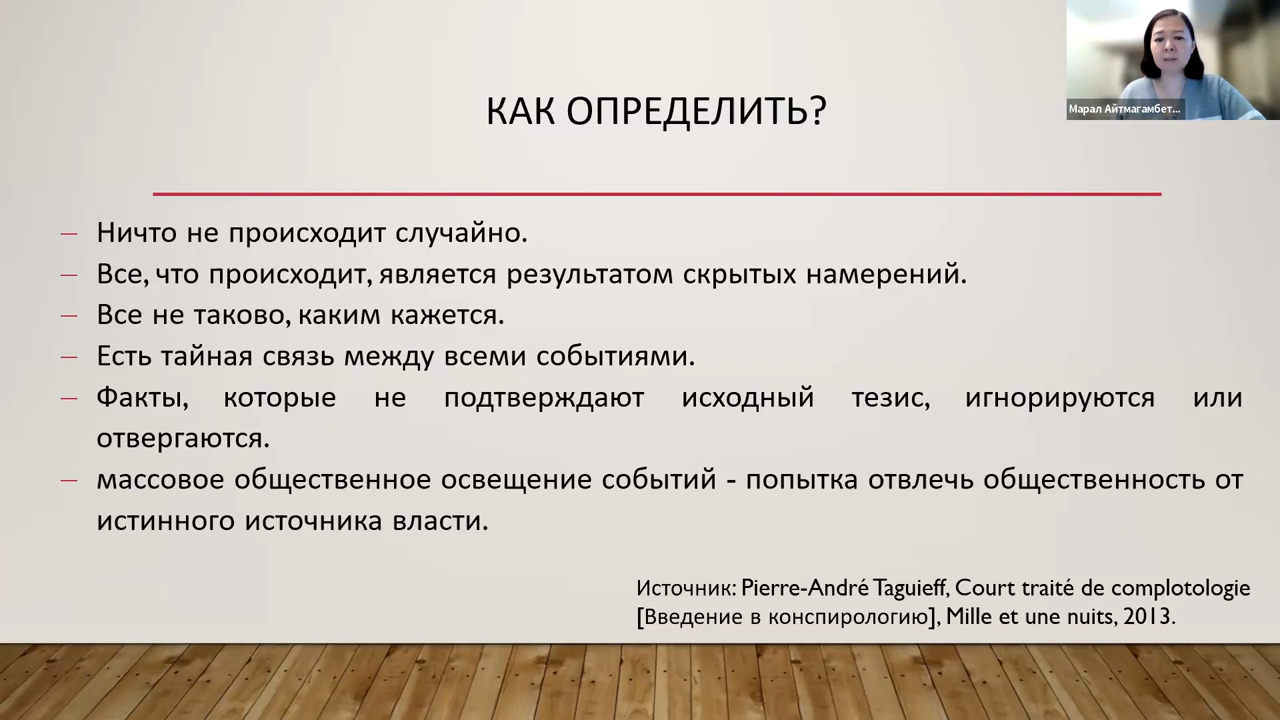 Марал Айтмагамбет...
КАК ОПРЕДЕЛИТЬ?
– Ничто не происходит случайно.
– Все, что происходит, является результатом скрытых намерений.
– Все не таково, каким кажется.
– Есть тайная связь между всеми событиями.
– Факты, которые не подтверждают исходный тезис, игнорируются или
отвергаются.
– массовое общественное освещение событий - попытка отвлечь общественность от
истинного источника власти.
Источник: Pierre-André Taguieff, Court traité de complotologie
[Введение в конспирологию], Mille et une nuits, 2013.